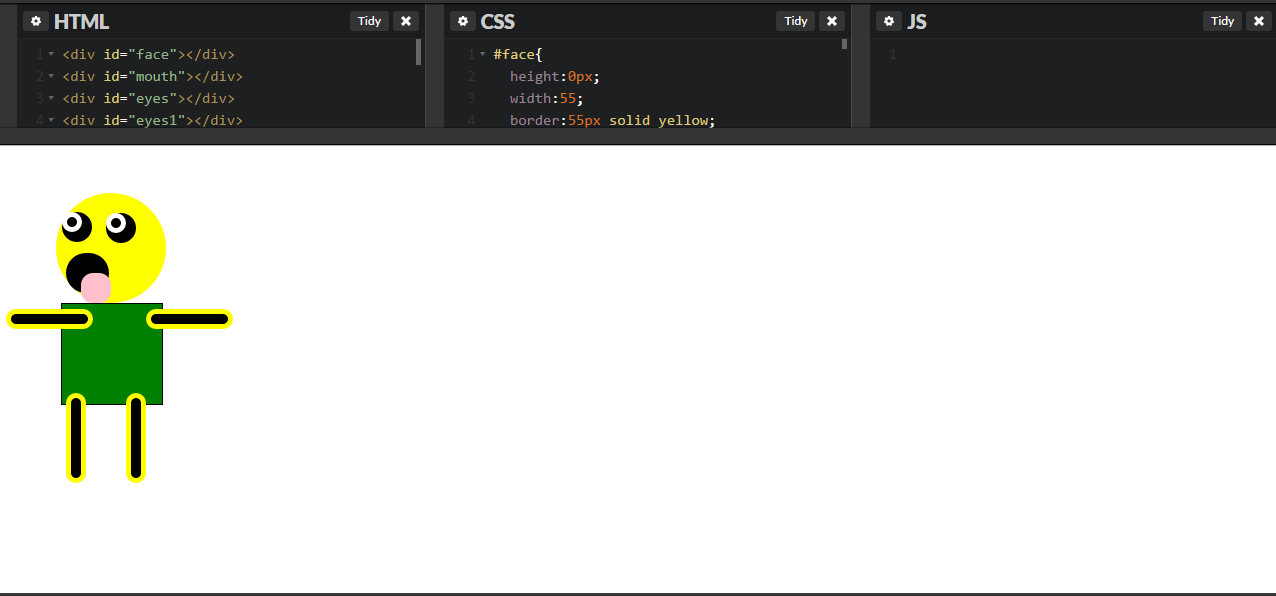 HTML Tidy
1 <div id="face"></div>
2 <div id="mouth"></div>
3 <div id="eyes"></div>
4 <div id="eyes1"></div>
CSS Tidy
1 #face{
2 height:0px;
3 width:55;
4 border:55px solid yellow;
JS Tidy
1